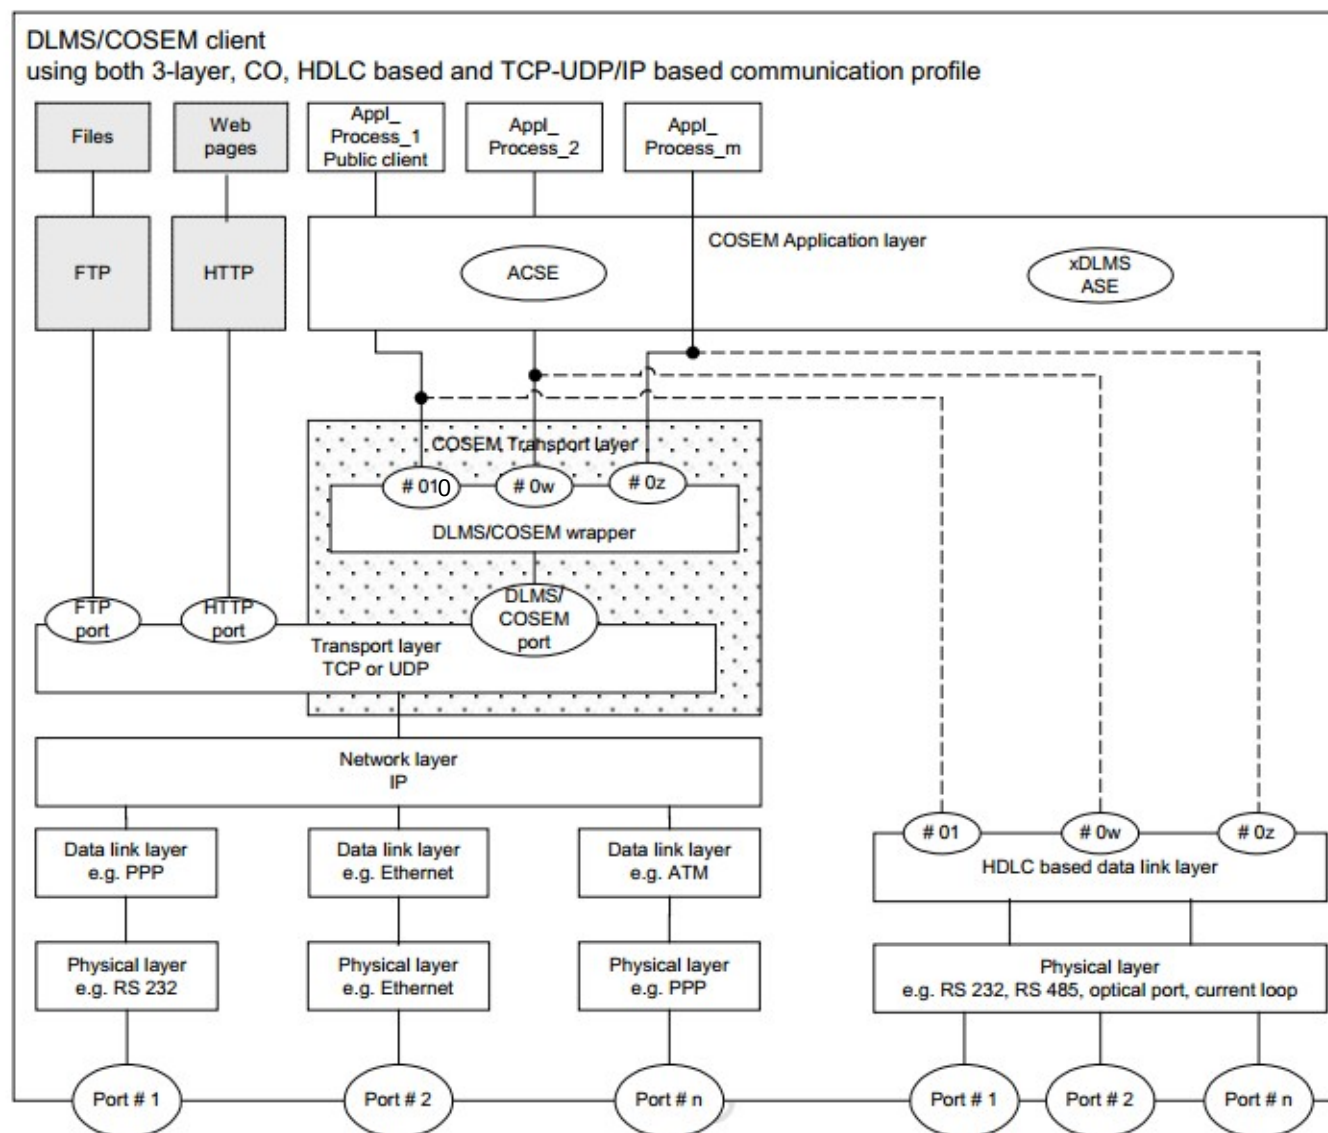 DLMS/COSEM client
using both 3-layer, CO, HDLC based and TCP-UDP/IP based communication profile
Files
Web
pages
Appl_
Process_1
Public client
Appl_
Process_2
Appl_
Process_m
FTP
HTTP
COSEM Application layer
ACSE
xDLMS
ASE
COSEM Transport layer
# 010
# 0w
# 0z
DLMS/COSEM wrapper
FTP
port
HTTP
port
DLMS/
COSEM
port
Transport layer
TCP or UDP
Network layer
IP
Data link layer
e.g. PPP
Data link layer
e.g. Ethernet
Data link layer
e.g. ATM
# 01
# 0w
# 0z
HDLC based data link layer
Physical layer
e.g. RS 232
Physical layer
e.g. Ethernet
Physical layer
e.g. PPP
Physical layer
e.g. RS 232, RS 485, optical port, current loop
Port # 1
Port # 2
Port # n
Port # 1
Port # 2
Port # n